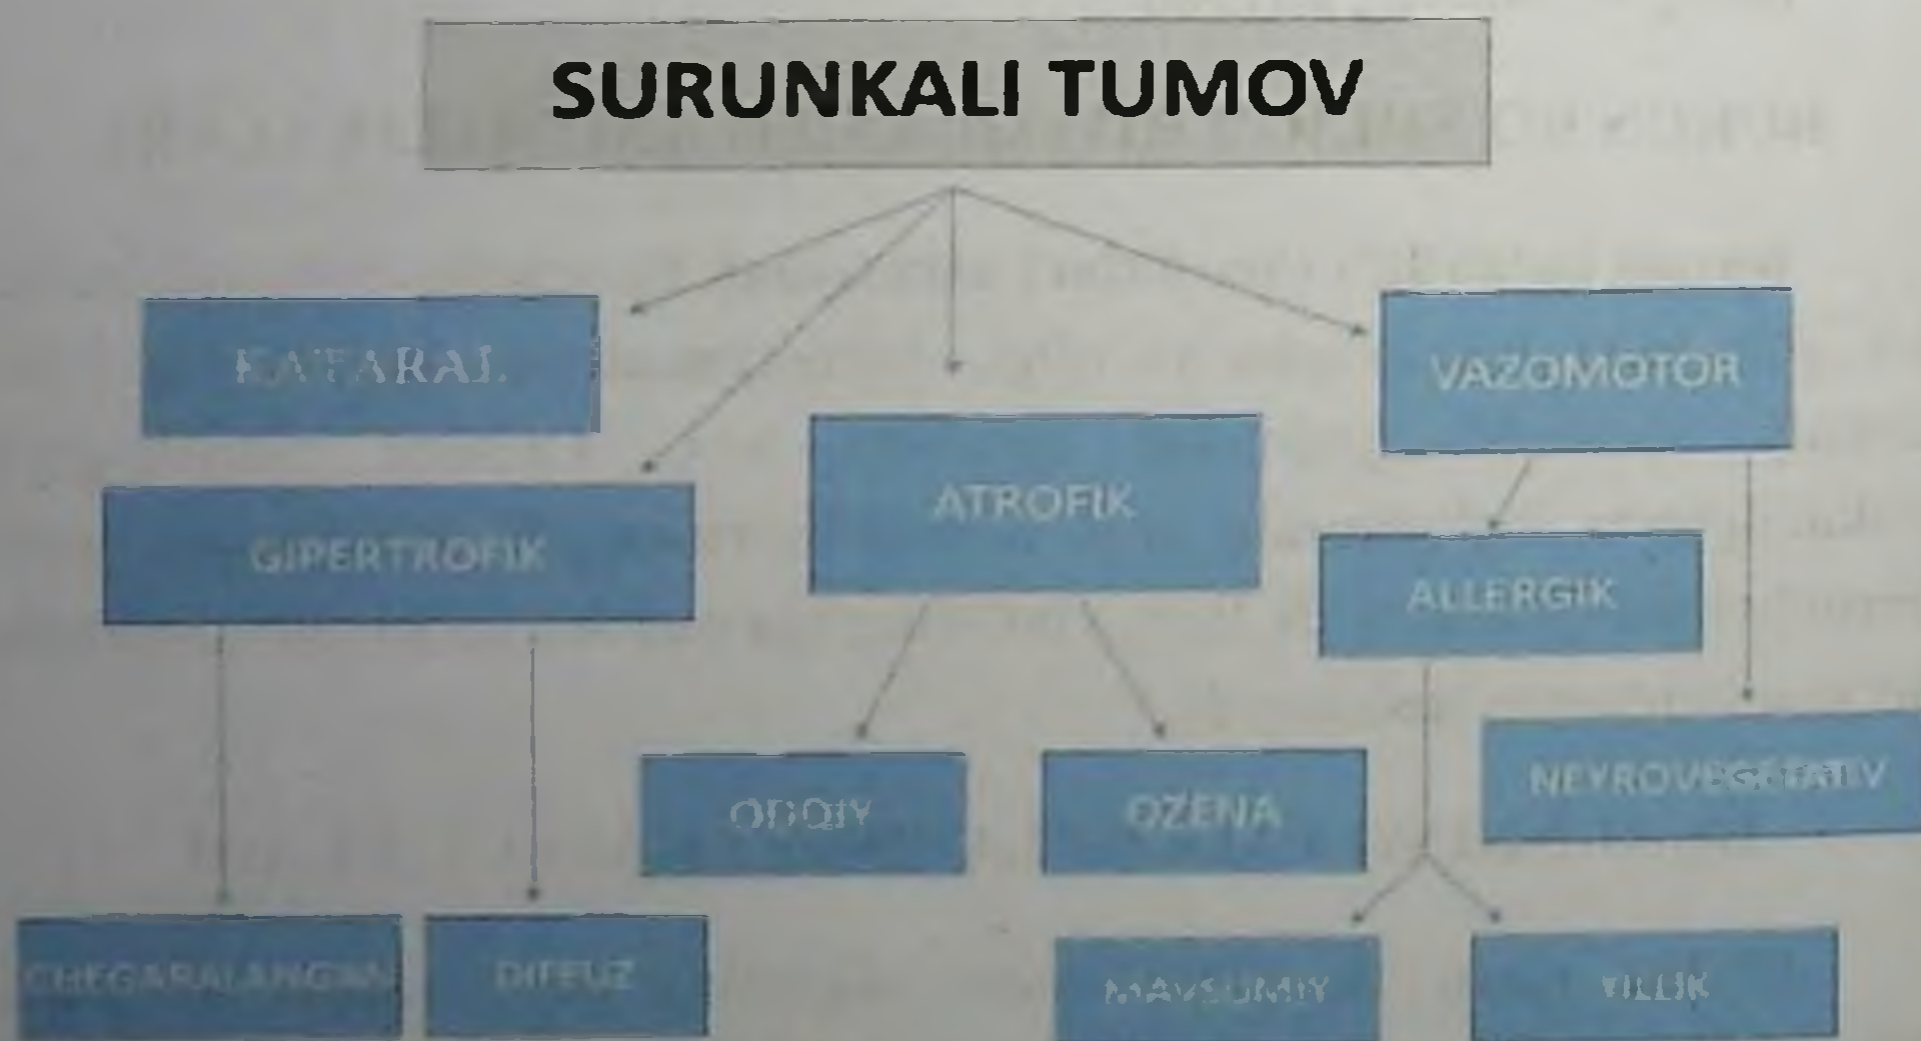 SURUNKALI TUMOV
KATARAL
VAZOMOTOR
GIPERTROFIK
ATROFIK
ALLERGIK
ODDIY
OZENA
NEYROVEGETATIV
CHEGARALANGAN
DIFFUZ
MAVSUMIY
YILLIK